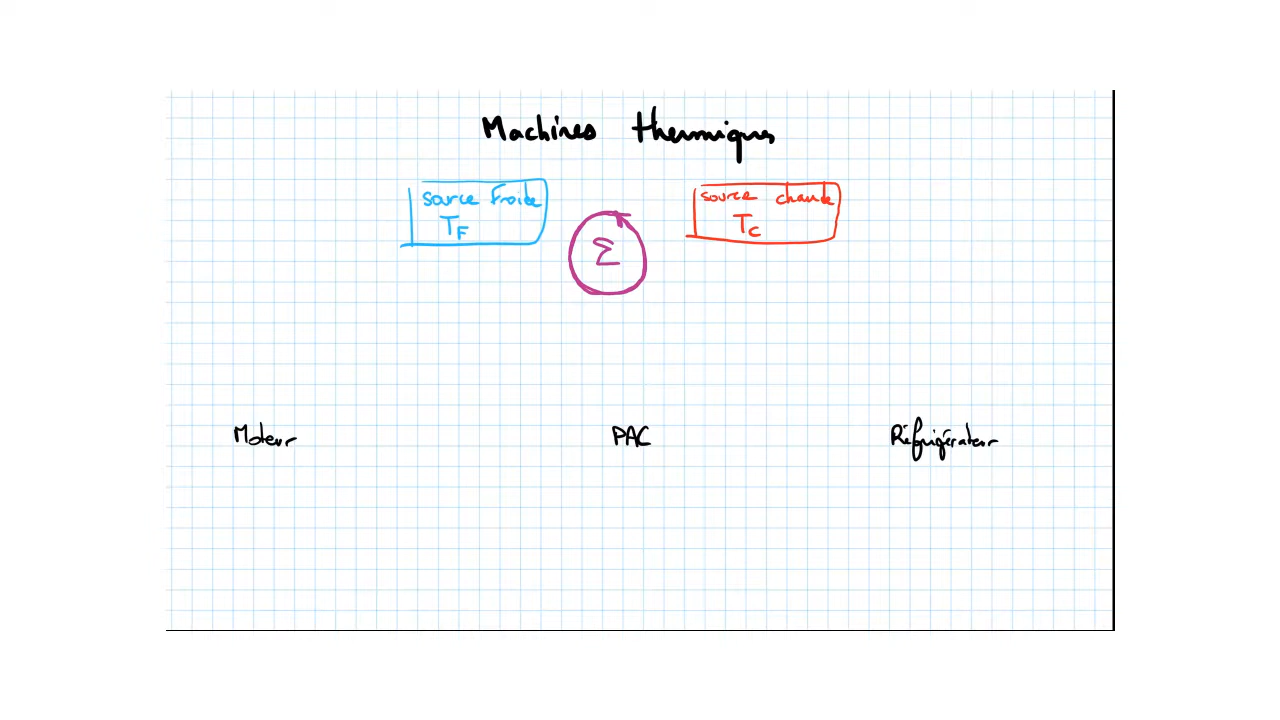 Machines thermiques
source Froide
T_F
source chaude
T_C
Σ
Moteur
PAC
Réfrigérateur